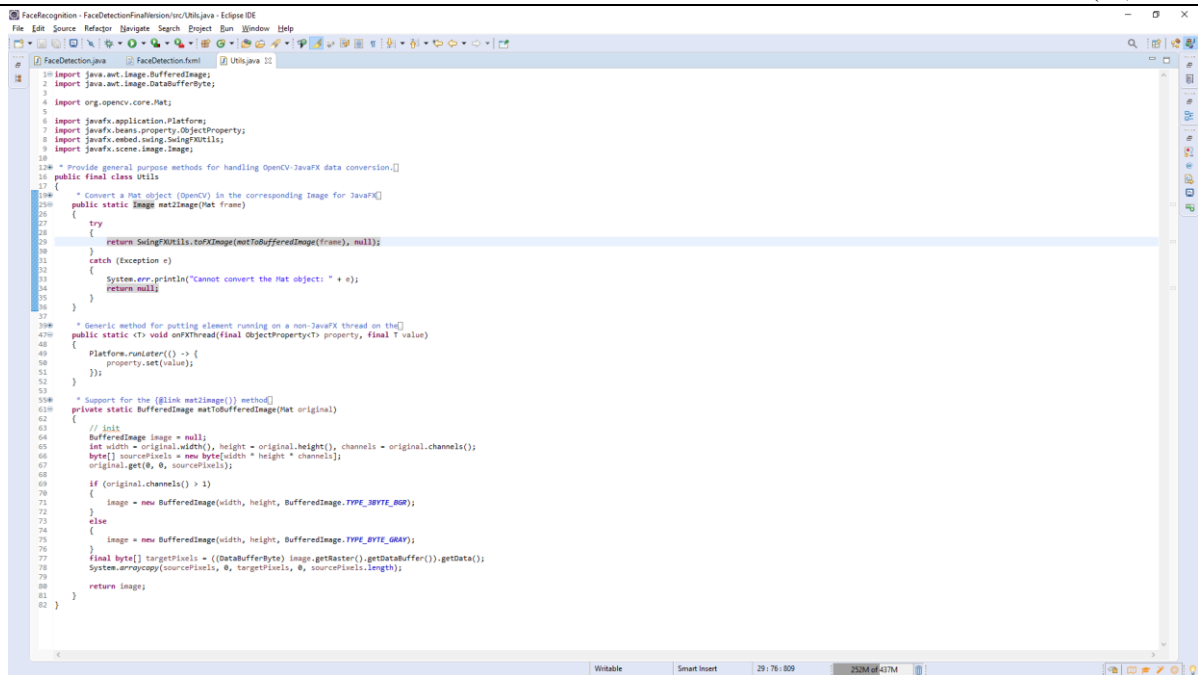 FaceRecognition - FaceDetectionFinalVersion/src/Utils.java - Eclipse IDE
File Edit Source Refactor Navigate Search Project Run Window Help
FaceDetection.java FaceDetection.fxml Utils.java
1 import java.awt.image.BufferedImage;
2 import java.awt.image.DataBufferByte;
3
4 import org.opencv.core.Mat;
5
6 import javafx.application.Platform;
7 import javafx.beans.property.ObjectProperty;
8 import javafx.embed.swing.SwingFXUtils;
9 import javafx.scene.image.Image;
10
12 * Provide general purpose methods for handling OpenCV-JavaFX data conversion.
16 public final class Utils
17 {
19 * Convert a Mat object (OpenCV) in the corresponding Image for JavaFX
25 public static Image mat2Image(Mat frame)
26 {
27 try
28 {
29 return SwingFXUtils.toFXImage(matToBufferedImage(frame), null);
30 }
31 catch (Exception e)
32 {
33 System.err.println("Cannot convert the Mat object: " + e);
34 return null;
35 }
36 }
37
39 * Generic method for putting element running on a non-JavaFX thread on the
47 public static <T> void onFXThread(final ObjectProperty<T> property, final T value)
48 {
49 Platform.runLater(() -> {
50 property.set(value);
51 });
52 }
53
55 * Support for the {@link mat2image()} method
61 private static BufferedImage matToBufferedImage(Mat original)
62 {
63 // init
64 BufferedImage image = null;
65 int width = original.width(), height = original.height(), channels = original.channels();
66 byte[] sourcePixels = new byte[width * height * channels];
67 original.get(0, 0, sourcePixels);
68
69 if (original.channels() > 1)
70 {
71 image = new BufferedImage(width, height, BufferedImage.TYPE_3BYTE_BGR);
72 }
73 else
74 {
75 image = new BufferedImage(width, height, BufferedImage.TYPE_BYTE_GRAY);
76 }
77 final byte[] targetPixels = ((DataBufferByte) image.getRaster().getDataBuffer()).getData();
78 System.arraycopy(sourcePixels, 0, targetPixels, 0, sourcePixels.length);
79
80 return image;
81 }
82 }
Writable Smart Insert 29 : 76 : 809 252M of 437M